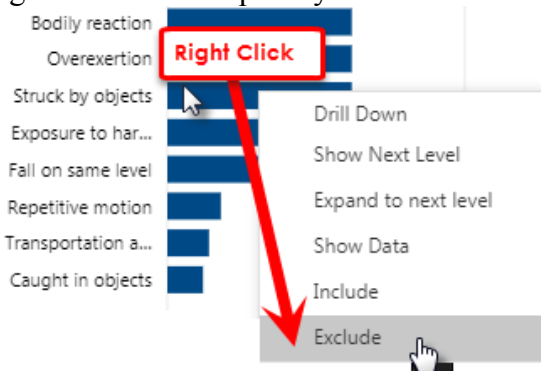 Bodily reaction
Overexertion
Right Click
Struck by objects
Exposure to har...
Fall on same level
Repetitive motion
Transportation a...
Caught in objects
Drill Down
Show Next Level
Expand to next level
Show Data
Include
Exclude